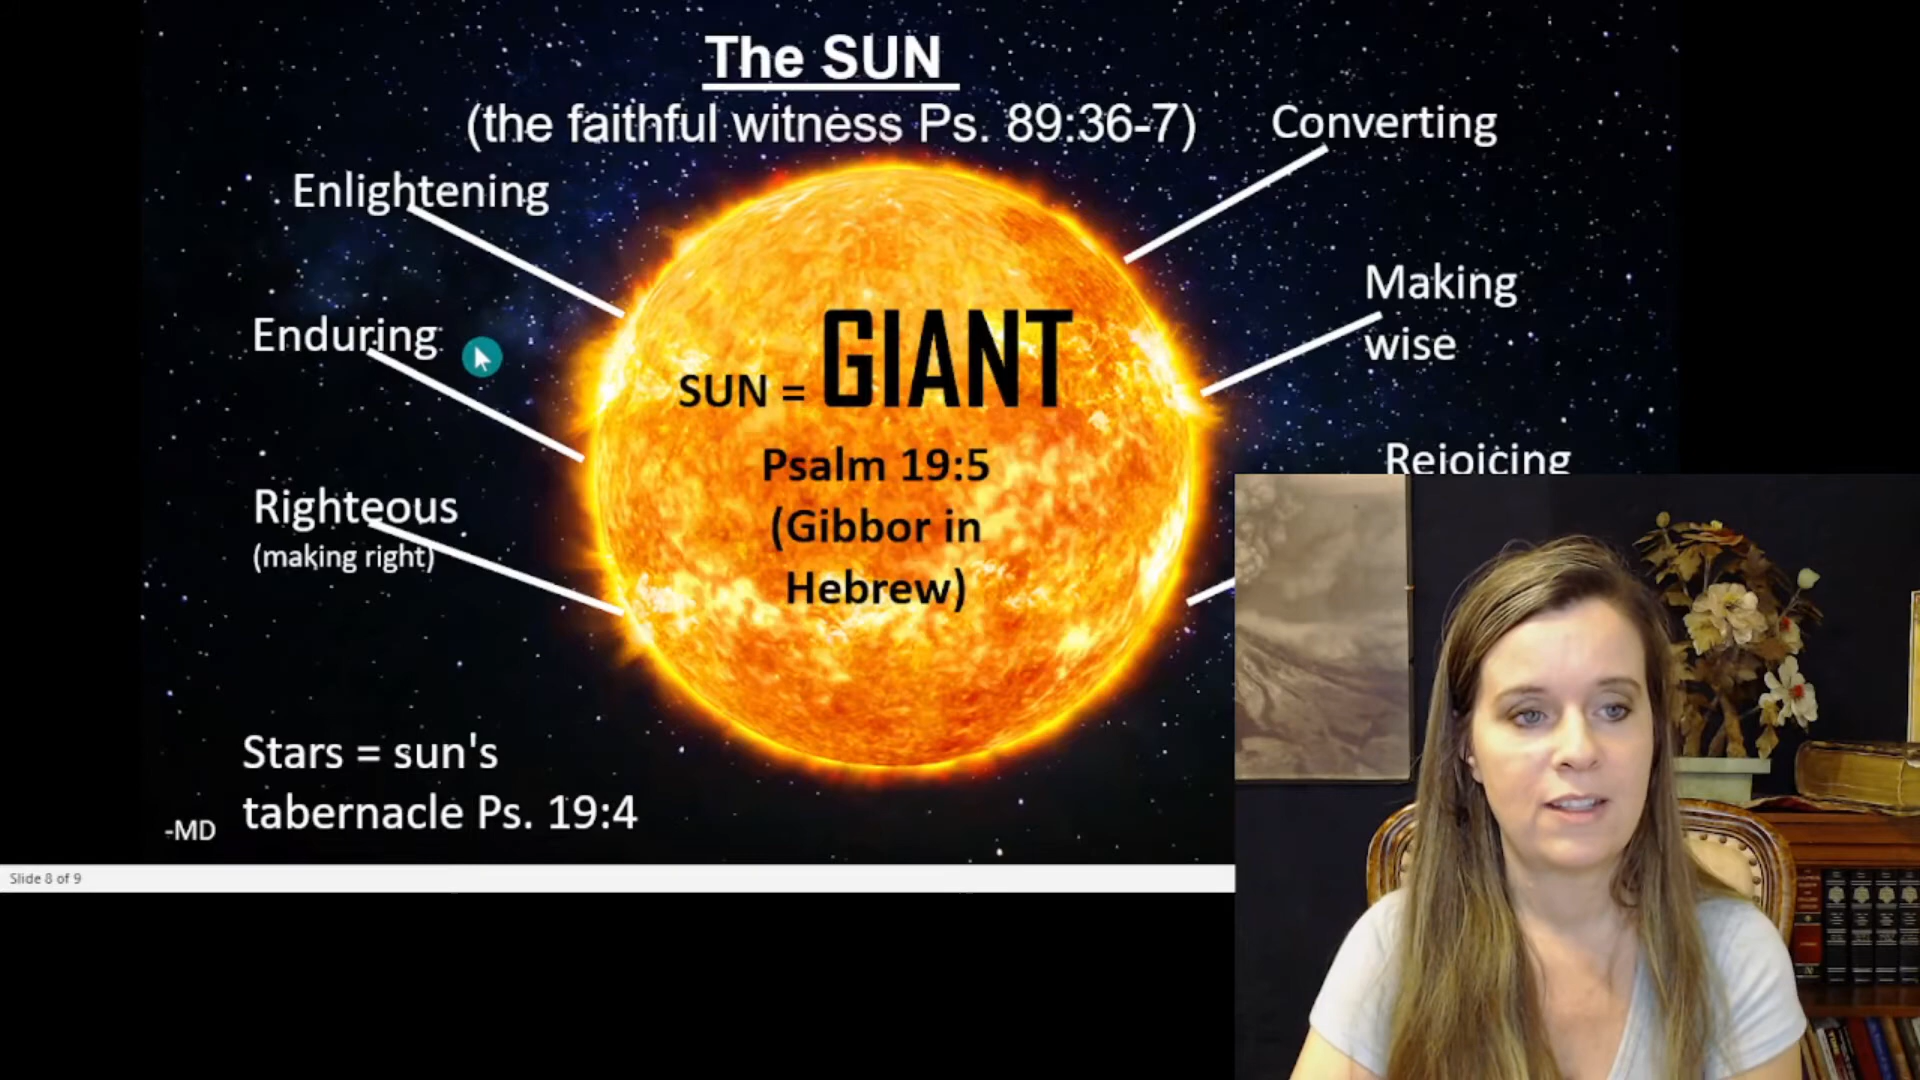 The SUN
(the faithful witness Ps. 89:36-7)
Converting
Enlightening
Making
wise
Enduring
SUN = GIANT
Psalm 19:5
(Gibbor in
Hebrew)
Rejoicing
Righteous
(making right)
Stars = sun's
tabernacle Ps. 19:4
-MD
Slide 8 of 9